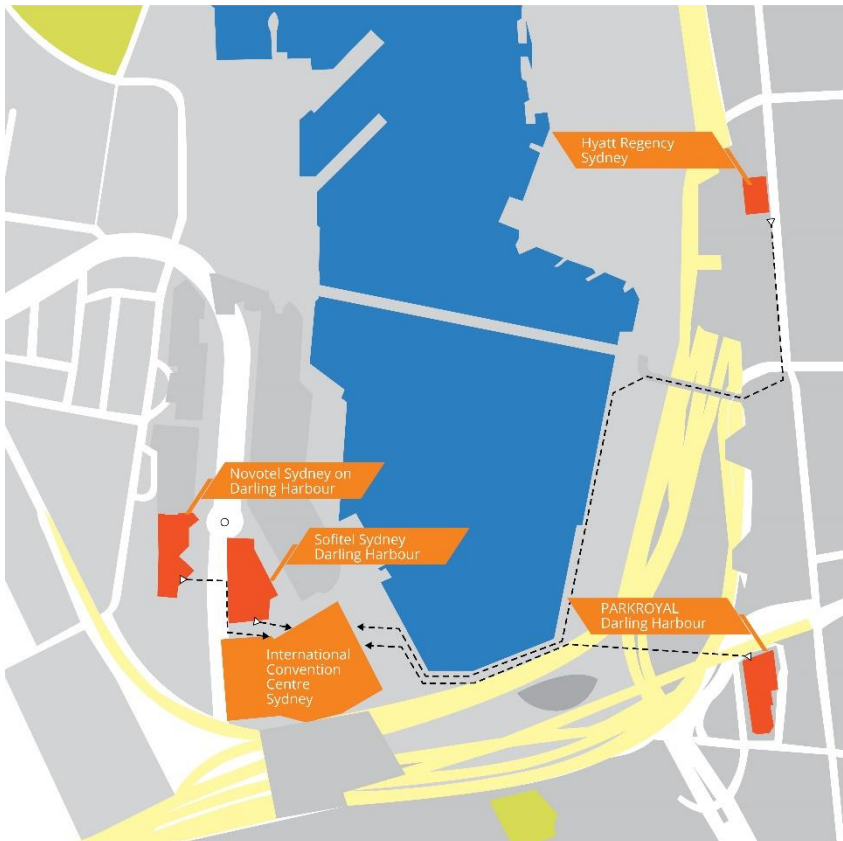 Hyatt Regency
Sydney
Novotel Sydney on
Darling Harbour
Sofitel Sydney
Darling Harbour
PARKROYAL
Darling Harbour
International
Convention
Centre
Sydney